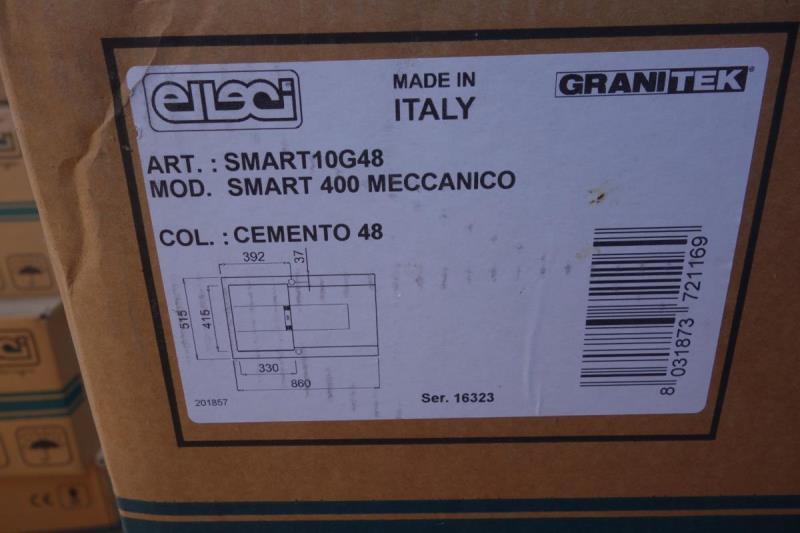 elleci
MADE IN
ITALY
GRANITEK®
ART. : SMART10G48
MOD. SMART 400 MECCANICO
COL. : CEMENTO 48
392
37
515
415
330
860
201857
Ser. 16323
8 031873 721169
CE